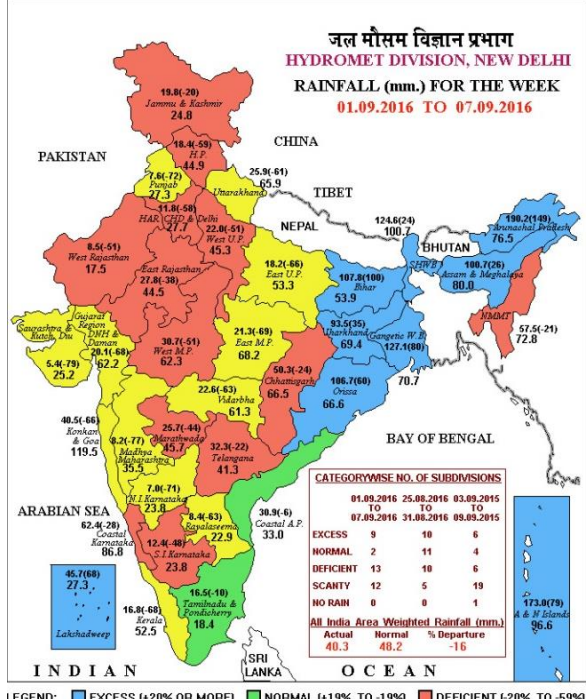 जल मौसम विज्ञान प्रभाग
HYDROMET DIVISION, NEW DELHI
RAINFALL (mm.) FOR THE WEEK
01.09.2016 TO 07.09.2016
19.8(-20)
Jammu & Kashmir
24.8
CHINA
18.4(-59)
H.P.
44.9
PAKISTAN
7.6(-72)
Punjab
27.3
25.9(-61)
65.9
Uttarakhand
TIBET
11.8(-58)
HAR. CHD & Delhi
27.7
22.0(-51)
West U.P.
45.3
NEPAL
124.6(24)
100.7
SHWB
BHUTAN
190.2(149)
Arunachal Pradesh
76.5
8.5(-51)
West Rajasthan
17.5
East Rajasthan
27.8(-38)
44.5
18.2(-66)
East U.P.
53.3
107.8(100)
Bihar
53.9
100.7(26)
Assam & Meghalaya
80.0
NMMT
57.5(-21)
72.8
Saurashtra &
Kutch, Diu
5.4(-79)
25.2
Gujarat
Region
DNH &
Daman
20.1(-68)
62.2
30.7(-51)
West M.P.
62.3
21.3(-69)
East M.P.
68.2
93.5(35)
Jharkhand
69.4
Gangetic W.B.
127.1(80)
70.7
50.3(-24)
Chhattisgarh
66.5
106.7(60)
Orissa
66.6
22.6(-63)
Vidarbha
61.3
40.5(-66)
Konkan
& Goa
119.5
8.2(-77)
Madhya
Maharashtra
35.5
25.7(-44)
Marathwada
45.7
32.3(-22)
Telangana
41.3
BAY OF BENGAL
7.0(-71)
N.I.Karnataka
23.8
8.4(-63)
Rayalaseema
22.9
30.9(-6)
Coastal A.P.
33.0
ARABIAN SEA
62.4(-28)
Coastal
Karnataka
86.8
12.4(-48)
S.I.Karnataka
23.8
45.7(68)
27.3
Lakshadweep
16.8(-68)
Kerala
52.5
16.5(-10)
Tamilnadu &
Pondicherry
18.4
CATEGORYWISE NO. OF SUBDIVISIONS
01.09.2016 25.08.2016 03.09.2015
TO TO TO
07.09.2016 31.08.2016 09.09.2015
EXCESS 9 10 6
NORMAL 2 11 4
DEFICIENT 13 10 6
SCANTY 12 5 19
NO RAIN 0 0 1
All India Area Weighted Rainfall (mm.)
Actual Normal % Departure
40.3 48.2 -16
173.0(79)
A & N Islands
96.6
SRI
LANKA
INDIAN OCEAN
LEGEND: EXCESS (+20% OR MORE) NORMAL (+19% TO -19%) DEFICIENT (-20% TO -59%)